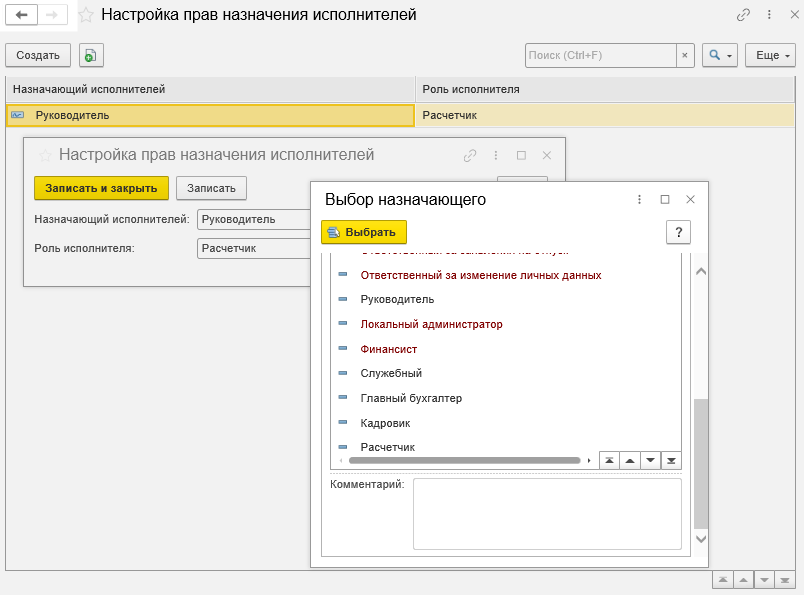 Настройка прав назначения исполнителей
Создать
Поиск (Ctrl+F)
×
Еще
Назначающий исполнителей
Роль исполнителя
Руководитель
Расчетчик
Настройка прав назначения исполнителей
Записать и закрыть
Записать
Назначающий исполнителей:
Руководитель
Роль исполнителя:
Расчетчик
Выбор назначающего
Выбрать
?
Ответственный за изменение личных данных
Руководитель
Локальный администратор
Финансист
Служебный
Главный бухгалтер
Кадровик
Расчетчик
Комментарий: